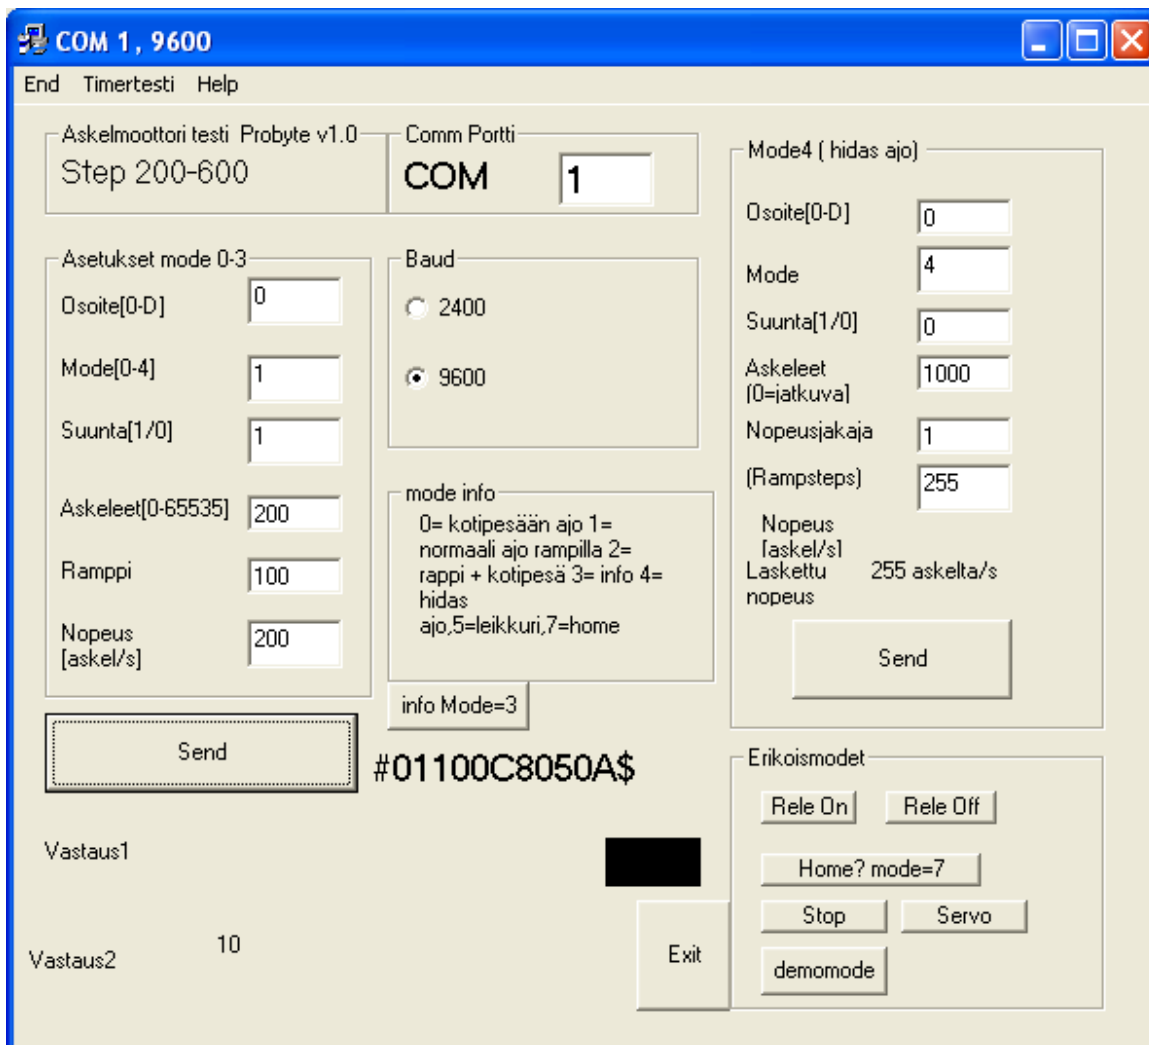 COM 1, 9600
End Timertesti Help
Askelmoottori testi Probyte v1.0
Step 200-600
Comm Portti
COM 1
Asetukset mode 0-3
Osoite[0-D] 0
Mode[0-4] 1
Suunta[1/0] 1
Askeleet[0-65535] 200
Ramppi 100
Nopeus
[askel/s] 200
Send
Baud
2400
9600
mode info
0= kotipesään ajo 1=
normaali ajo rampilla 2=
rappi + kotipesä 3= info 4=
hidas
ajo,5=leikkuri,7=home
info Mode=3
#01100C8050A$
Mode4 ( hidas ajo)
Osoite[0-D] 0
Mode 4
Suunta[1/0] 0
Askeleet 1000
(0=jatkuva)
Nopeusjakaja 1
(Rampsteps) 255
Nopeus
[askel/s]
Laskettu 255 askelta/s
nopeus
Send
Erikoismodet
Rele On Rele Off
Home? mode=7
Stop Servo
demomode
Vastaus1
Vastaus2 10
Exit